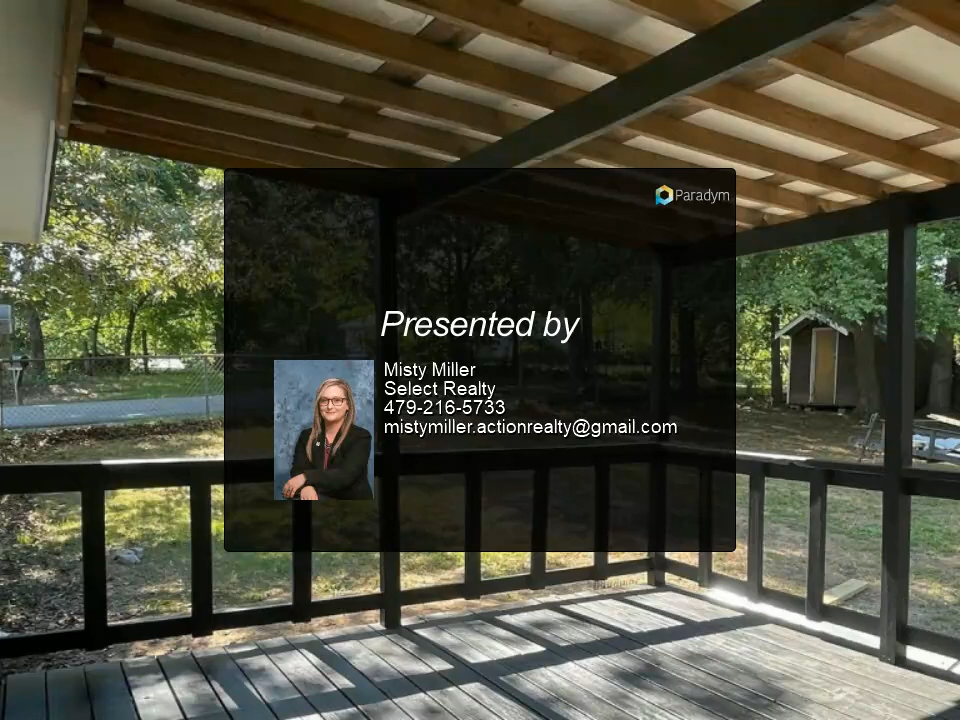 Paradym
Presented by
Misty Miller
Select Realty
479-216-5733
mistymiller.actionrealty@gmail.com